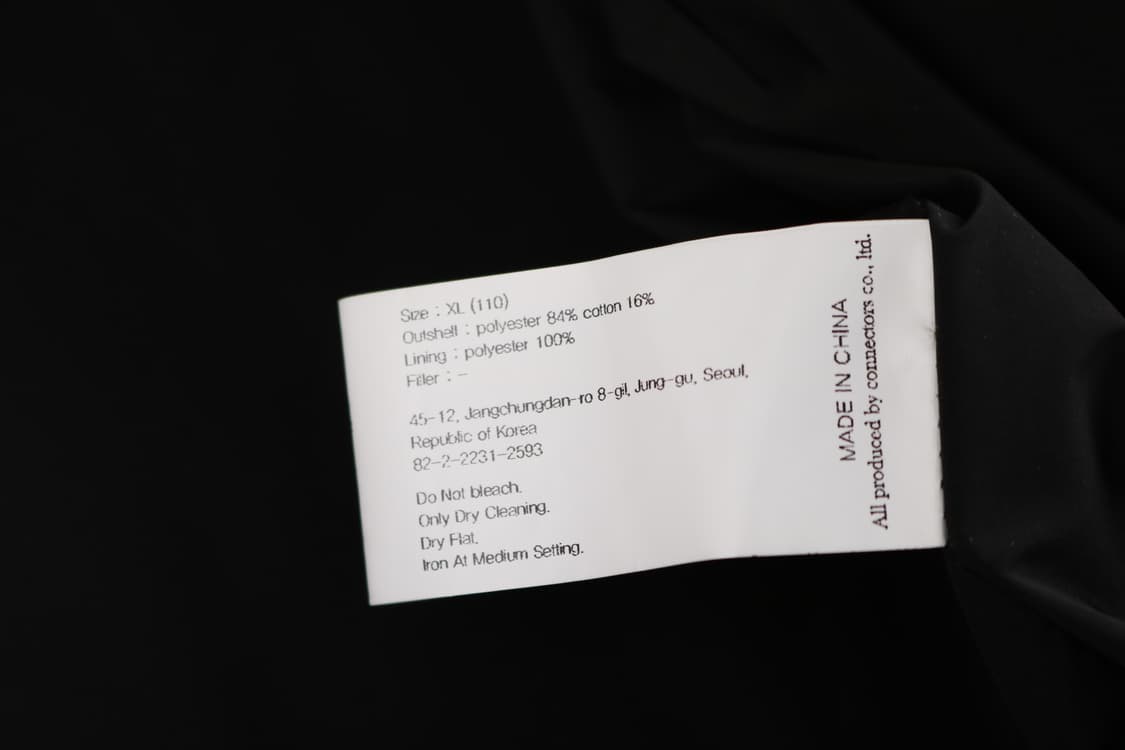 Size : XL (110)
Outshell : polyester 84% cotton 16%
Lining : polyester 100%
Filler : -
45-12, Jangchungdan-ro 8-gil, Jung-gu, Seoul,
Republic of Korea
82-2-2231-2593
Do Not bleach.
Only Dry Cleaning.
Dry Flat.
Iron At Medium Setting.
MADE IN CHINA
All produced by connectors co., ltd.